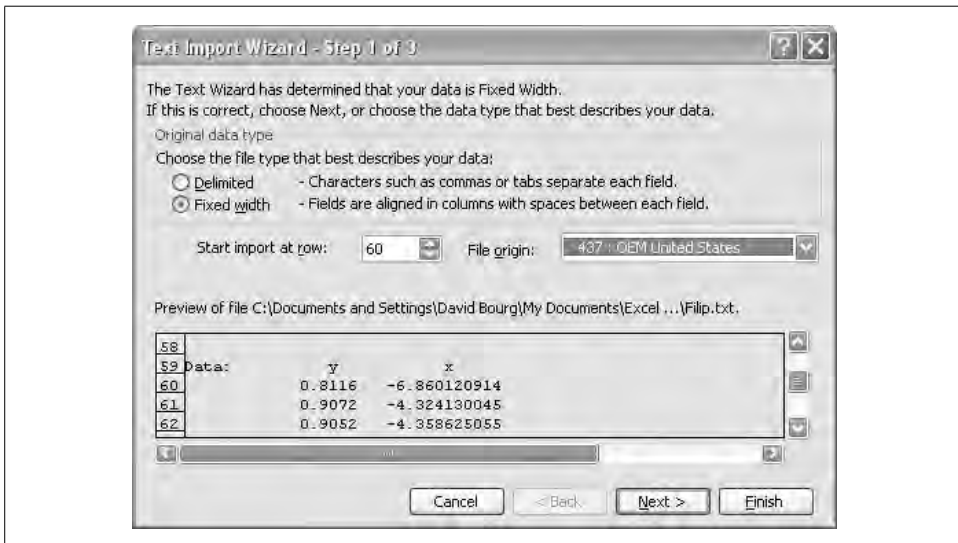 Text Import Wizard - Step 1 of 3
The Text Wizard has determined that your data is Fixed Width.
If this is correct, choose Next, or choose the data type that best describes your data.
Original data type
Choose the file type that best describes your data:
Delimited - Characters such as commas or tabs separate each field.
Fixed width - Fields are aligned in columns with spaces between each field.
Start import at row: 60 File origin: 437 : OEM United States
Preview of file C:\Documents and Settings\David Bourg\My Documents\Excel ...\Filip.txt.
58
59 Data: y x
60 0.8116 -6.860120914
61 0.9072 -4.324130045
62 0.9052 -4.358625055
Cancel < Back Next > Finish